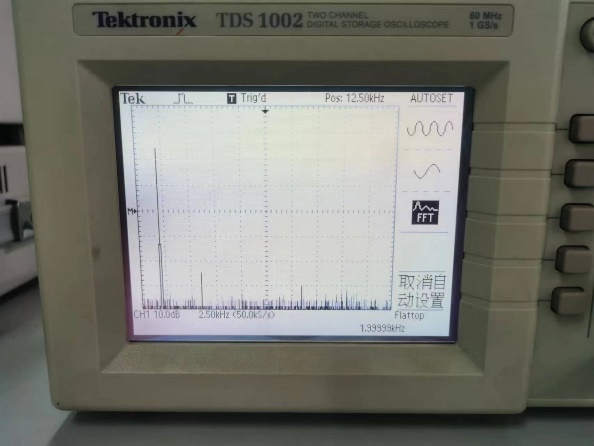 Tektronix TDS 1002 TWO CHANNEL DIGITAL STORAGE OSCILLOSCOPE 60 MHz 1 GS/s
Tek T Trig'd Pos: 12.50kHz AUTOSET
M
FFT
取消自
动设置
CH1 10.0dB 2.50kHz (50.0kS/s) Flattop
1.99999kHz